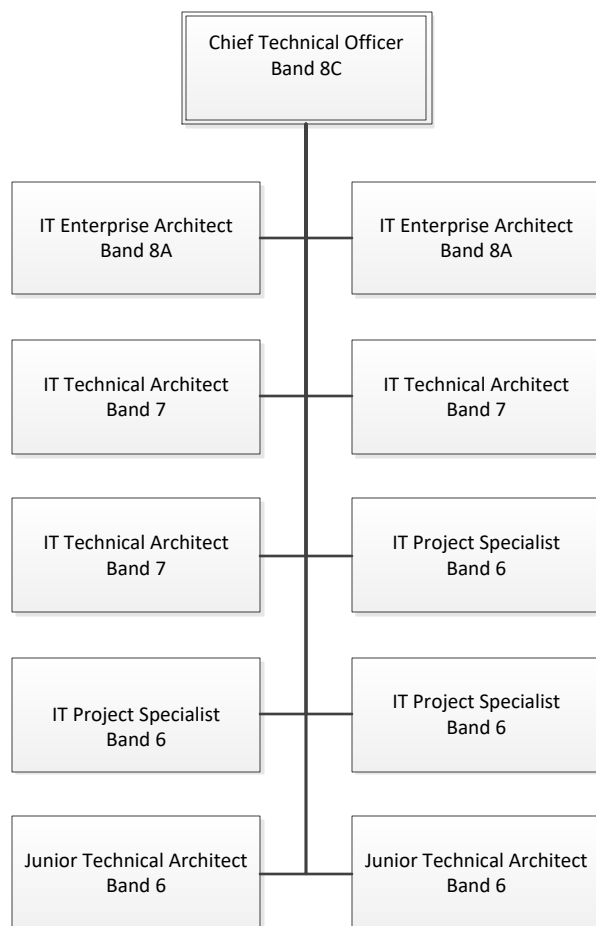 Chief Technical Officer
Band 8C
IT Enterprise Architect
Band 8A
IT Enterprise Architect
Band 8A
IT Technical Architect
Band 7
IT Technical Architect
Band 7
IT Technical Architect
Band 7
IT Project Specialist
Band 6
IT Project Specialist
Band 6
IT Project Specialist
Band 6
Junior Technical Architect
Band 6
Junior Technical Architect
Band 6